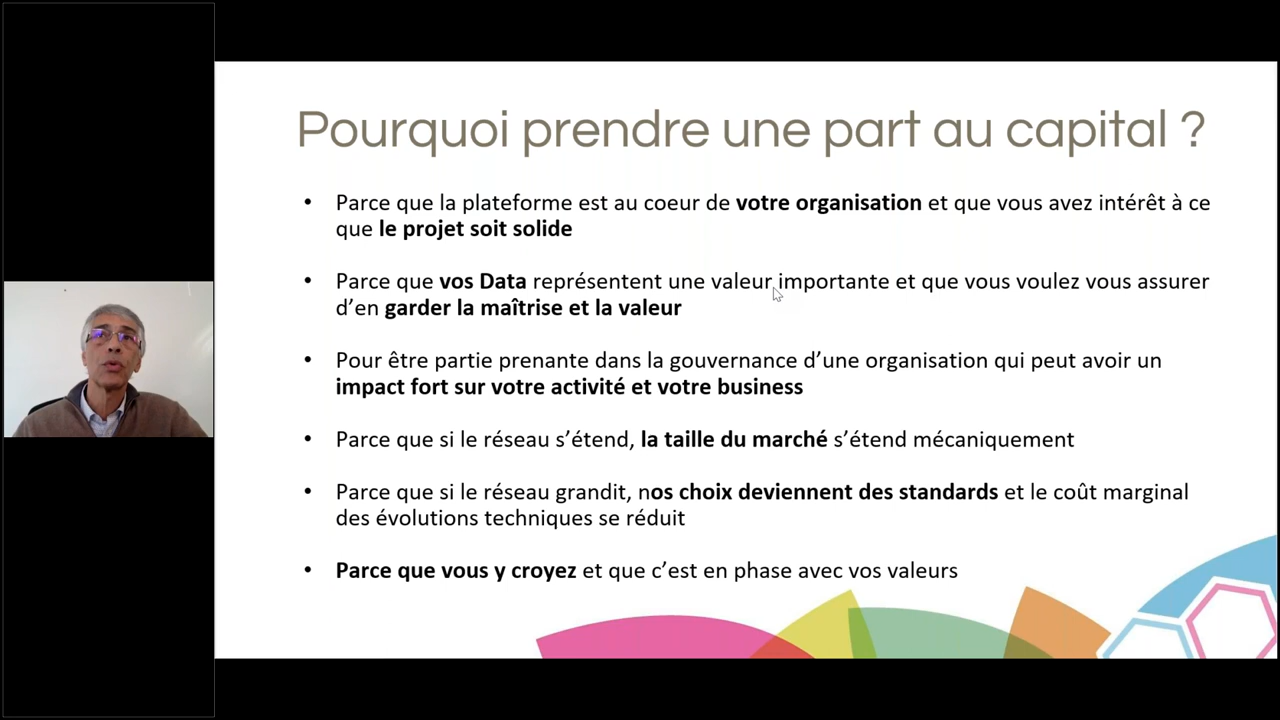 Pourquoi prendre une part au capital ?
• Parce que la plateforme est au coeur de votre organisation et que vous avez intérêt à ce
que le projet soit solide
• Parce que vos Data représentent une valeur importante et que vous voulez vous assurer
d’en garder la maîtrise et la valeur
• Pour être partie prenante dans la gouvernance d’une organisation qui peut avoir un
impact fort sur votre activité et votre business
• Parce que si le réseau s’étend, la taille du marché s’étend mécaniquement
• Parce que si le réseau grandit, nos choix deviennent des standards et le coût marginal
des évolutions techniques se réduit
• Parce que vous y croyez et que c’est en phase avec vos valeurs